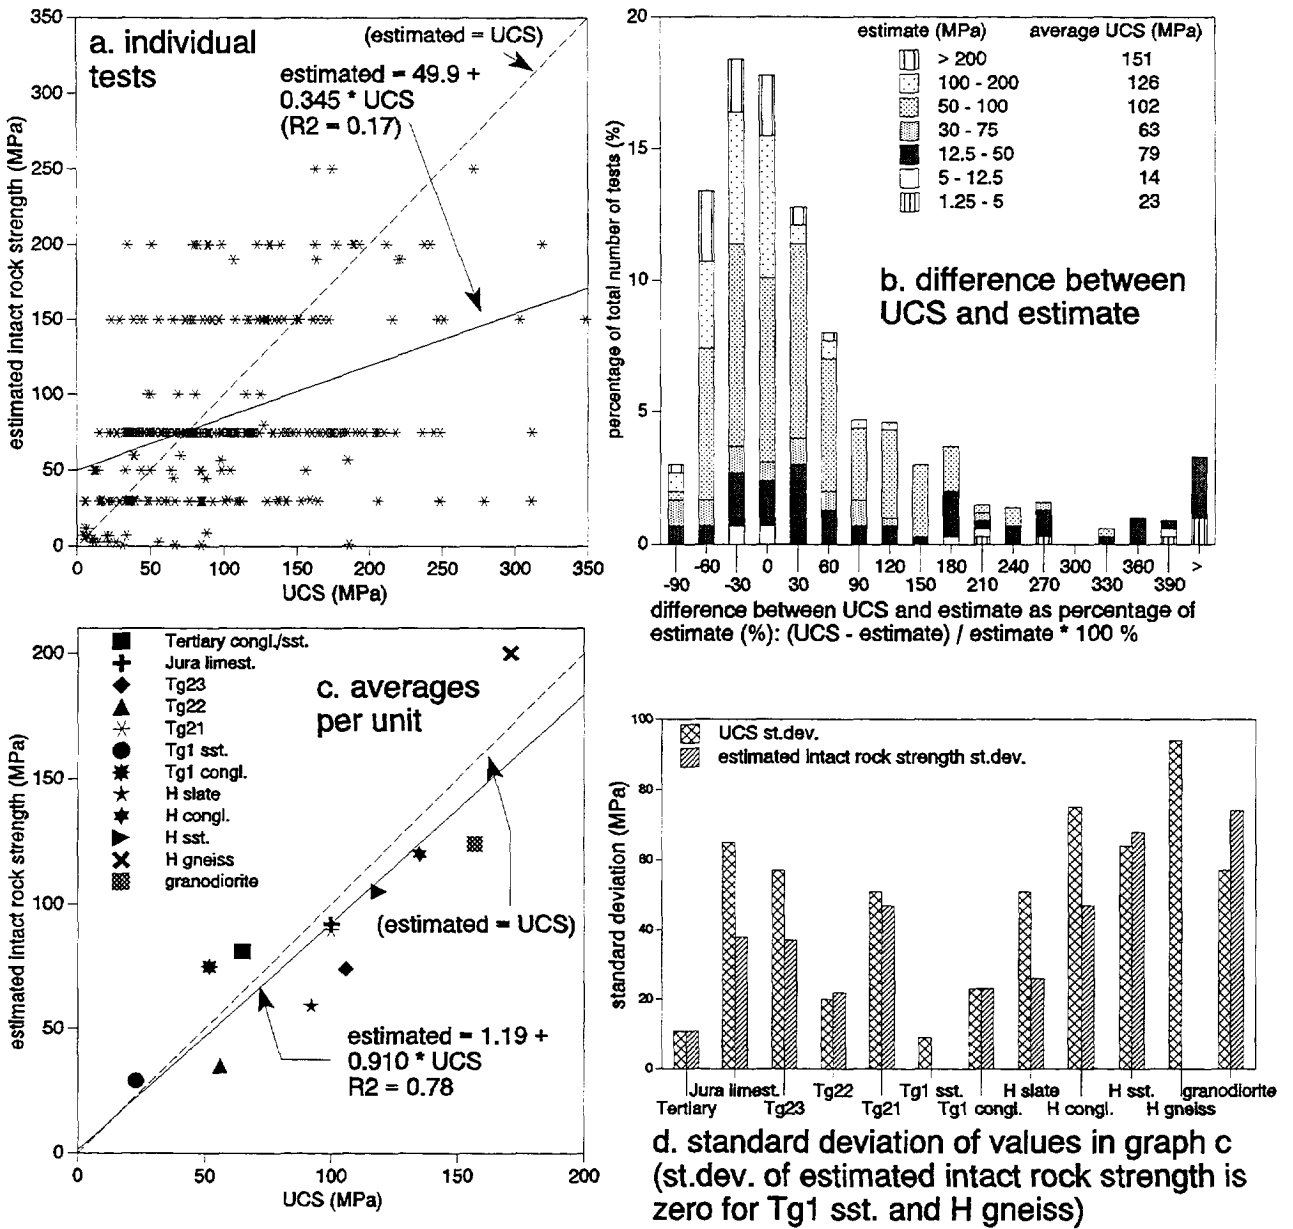 a. individual
tests
(estimated = UCS)
estimated = 49.9 +
0.345 * UCS
(R2 = 0.17)
350
300
250
200
150
100
50
0
estimated intact rock strength (MPa)
0 50 100 150 200 250 300 350
UCS (MPa)
estimate (MPa) average UCS (MPa)
> 200 151
100 - 200 126
50 - 100 102
30 - 75 63
12.5 - 50 79
5 - 12.5 14
1.25 - 5 23
b. difference between
UCS and estimate
20
15
10
5
0
percentage of total number of tests (%)
-60 0 60 120 180 240 300 360 >
-90 -30 30 90 150 210 270 330 390
difference between UCS and estimate as percentage of
estimate (%): (UCS - estimate) / estimate * 100 %
Tertiary congl./sst.
Jura limest.
Tg23
Tg22
Tg21
Tg1 sst.
Tg1 congl.
H slate
H congl.
H sst.
H gneiss
granodiorite
c. averages
per unit
(estimated = UCS)
estimated = 1.19 +
0.910 * UCS
R2 = 0.78
200
150
100
50
0
estimated intact rock strength (MPa)
0 50 100 150 200
UCS (MPa)
UCS st.dev.
estimated intact rock strength st.dev.
100
80
60
40
20
0
standard deviation (MPa)
Jura limest. Tg22 Tg1 sst. H slate H sst. granodiorite
Tertiary Tg23 Tg21 Tg1 congl. H congl. H gneiss
d. standard deviation of values in graph c
(st.dev. of estimated intact rock strength is
zero for Tg1 sst. and H gneiss)